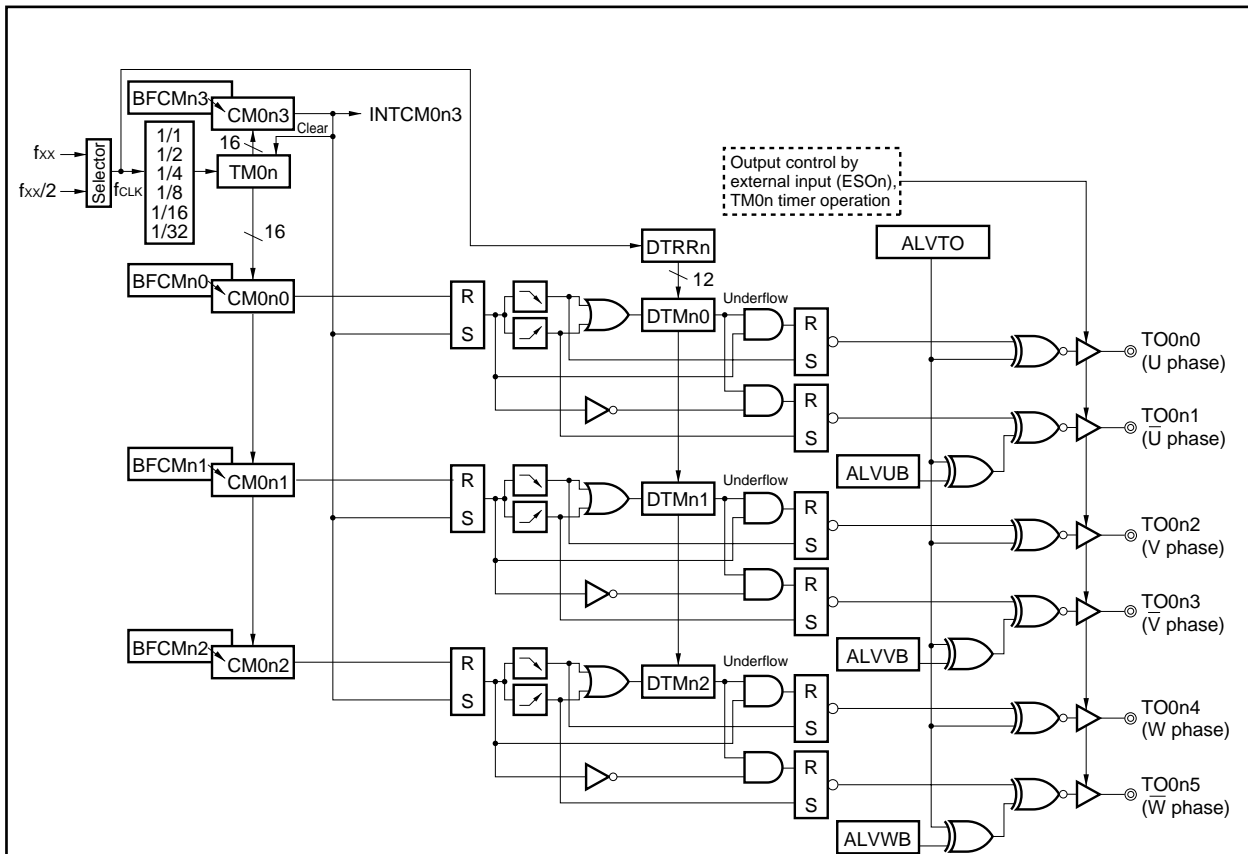 BFCMn3
CM0n3
INTCM0n3
Clear
16
fXX
fXX/2
Selector
fCLK
1/1
1/2
1/4
1/8
1/16
1/32
TM0n
16
Output control by
external input (ESOn),
TM0n timer operation
ALVTO
DTRRn
12
BFCMn0
CM0n0
R
S
DTMn0
Underflow
R
S
TO0n0
(U phase)
R
S
TO0n1
(U̅ phase)
ALVUB
BFCMn1
CM0n1
R
S
DTMn1
Underflow
R
S
TO0n2
(V phase)
R
S
TO0n3
(V̅ phase)
ALVVB
BFCMn2
CM0n2
R
S
DTMn2
Underflow
R
S
TO0n4
(W phase)
R
S
TO0n5
(W̅ phase)
ALVWB